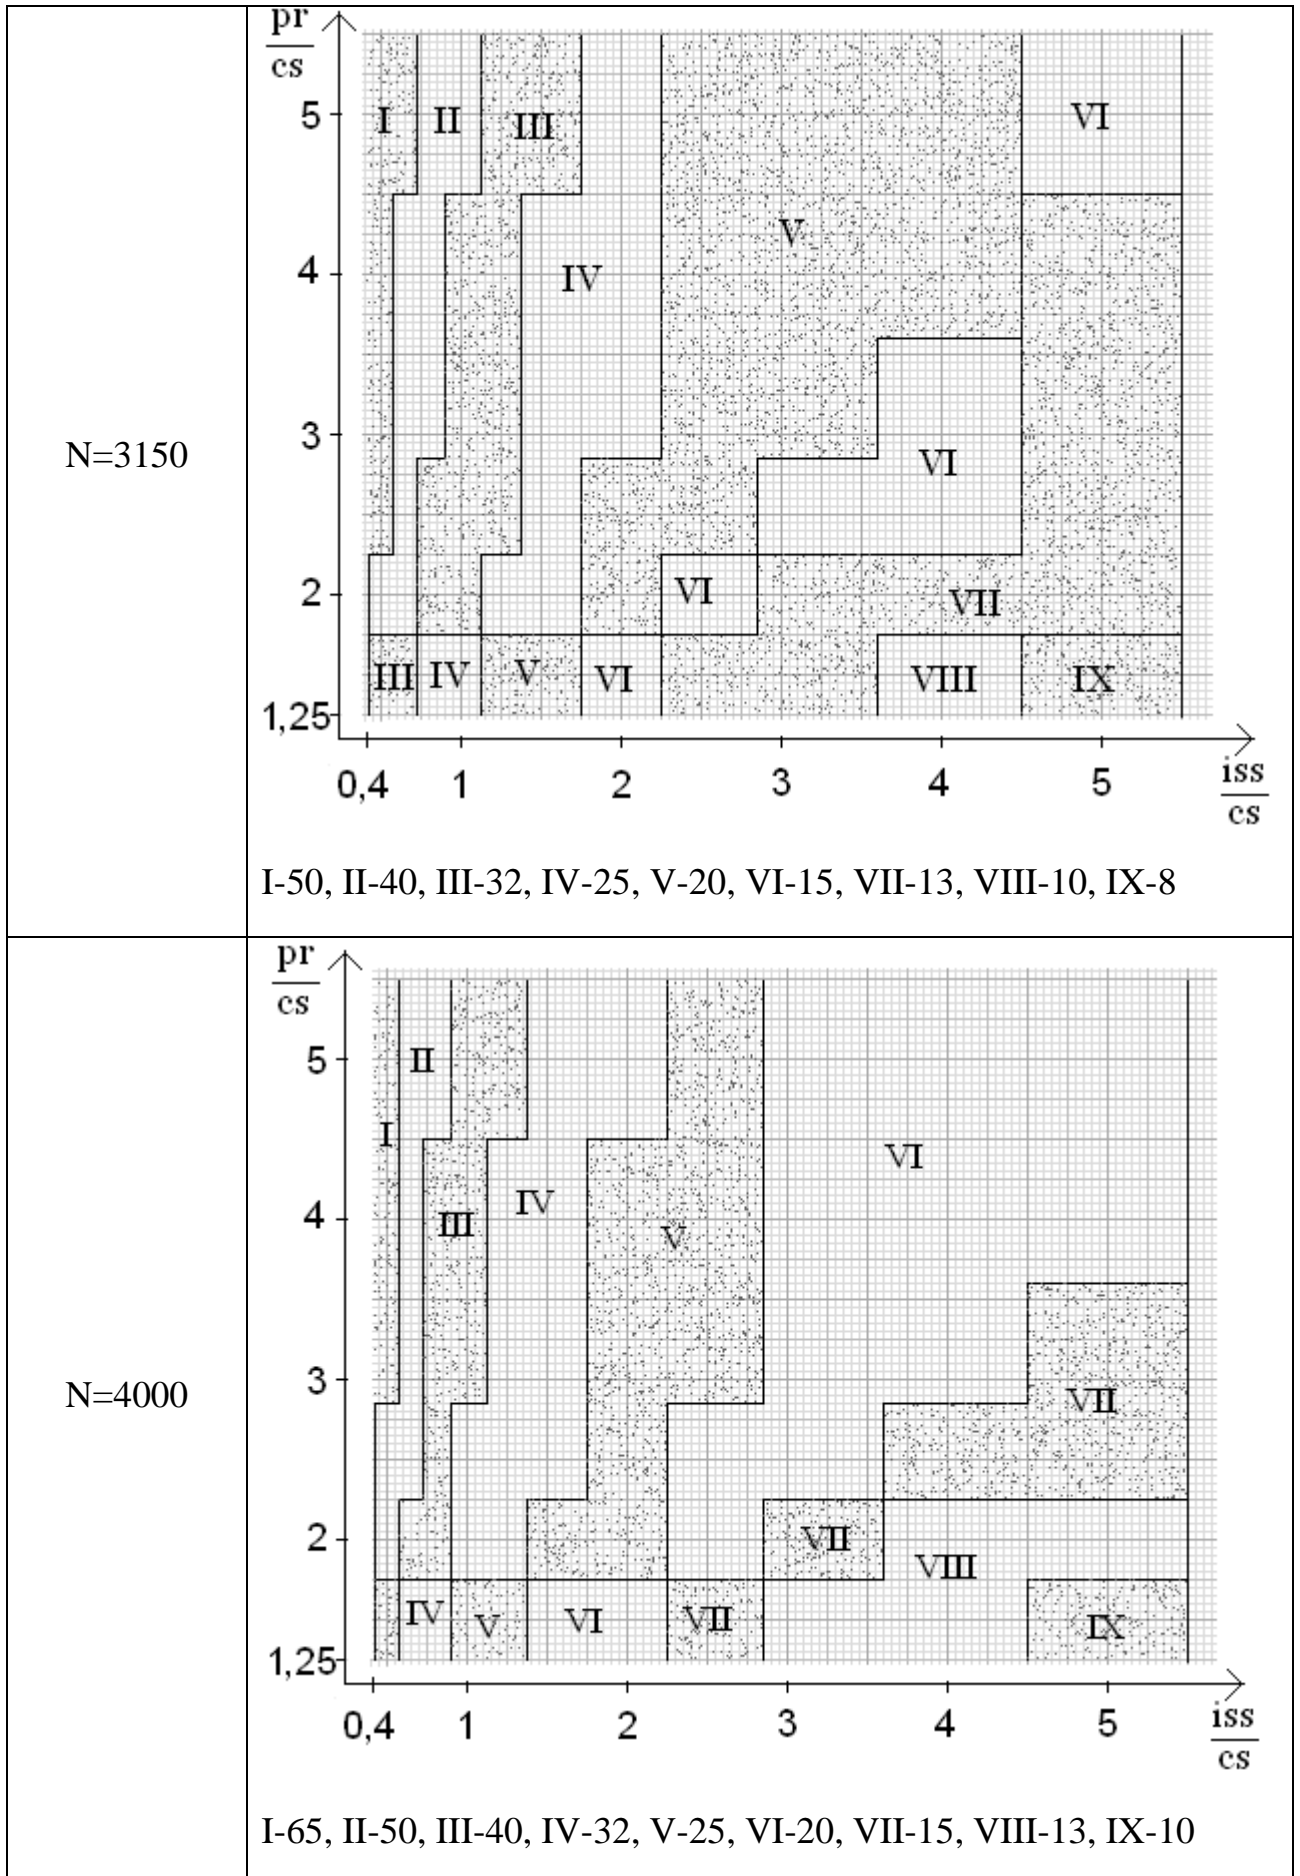 pr
cs
5
4
3
2
1,25
I
II
III
VI
V
IV
VI
VI
VII
III
IV
V
VI
VIII
IX
0,4
1
2
3
4
5
iss
cs
N=3150
I-50, II-40, III-32, IV-25, V-20, VI-15, VII-13, VIII-10, IX-8
pr
cs
5
4
3
2
1,25
II
I
VI
IV
III
V
VII
VII
VIII
IV
V
VI
VII
IX
0,4
1
2
3
4
5
iss
cs
N=4000
I-65, II-50, III-40, IV-32, V-25, VI-20, VII-15, VIII-13, IX-10